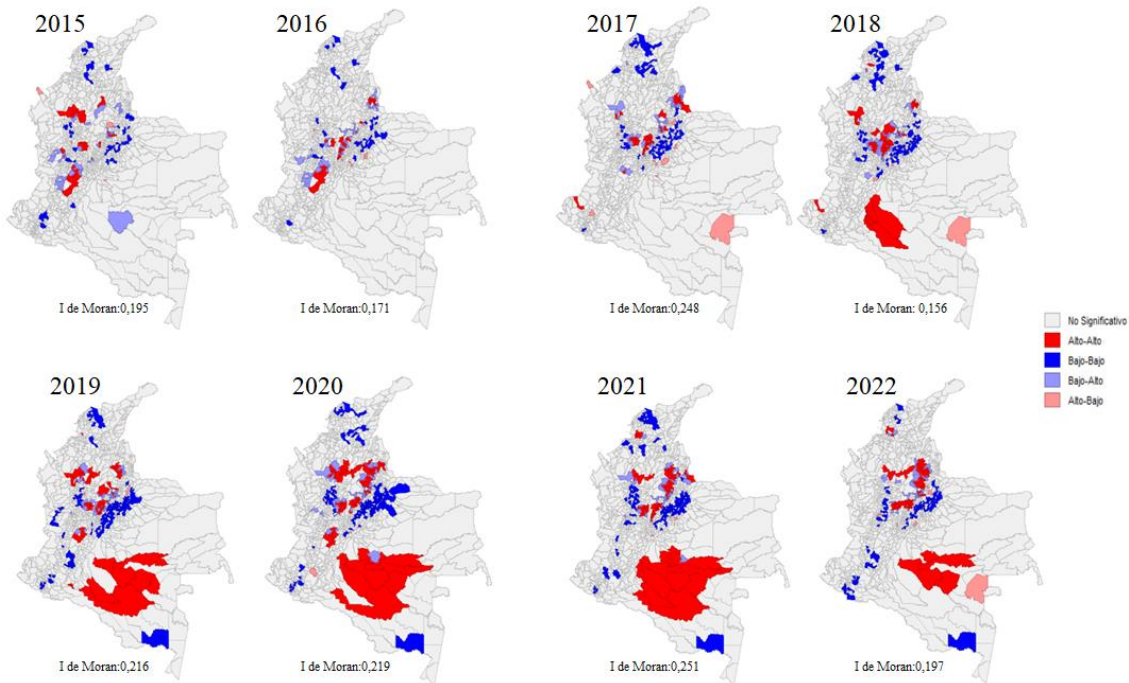 2015
2016
2017
2018
I de Moran:0,195
I de Moran:0,171
I de Moran:0,248
I de Moran: 0,156
No Significativo
Alto-Alto
Bajo-Bajo
Bajo-Alto
Alto-Bajo
2019
2020
2021
2022
I de Moran:0,216
I de Moran:0,219
I de Moran:0,251
I de Moran:0,197